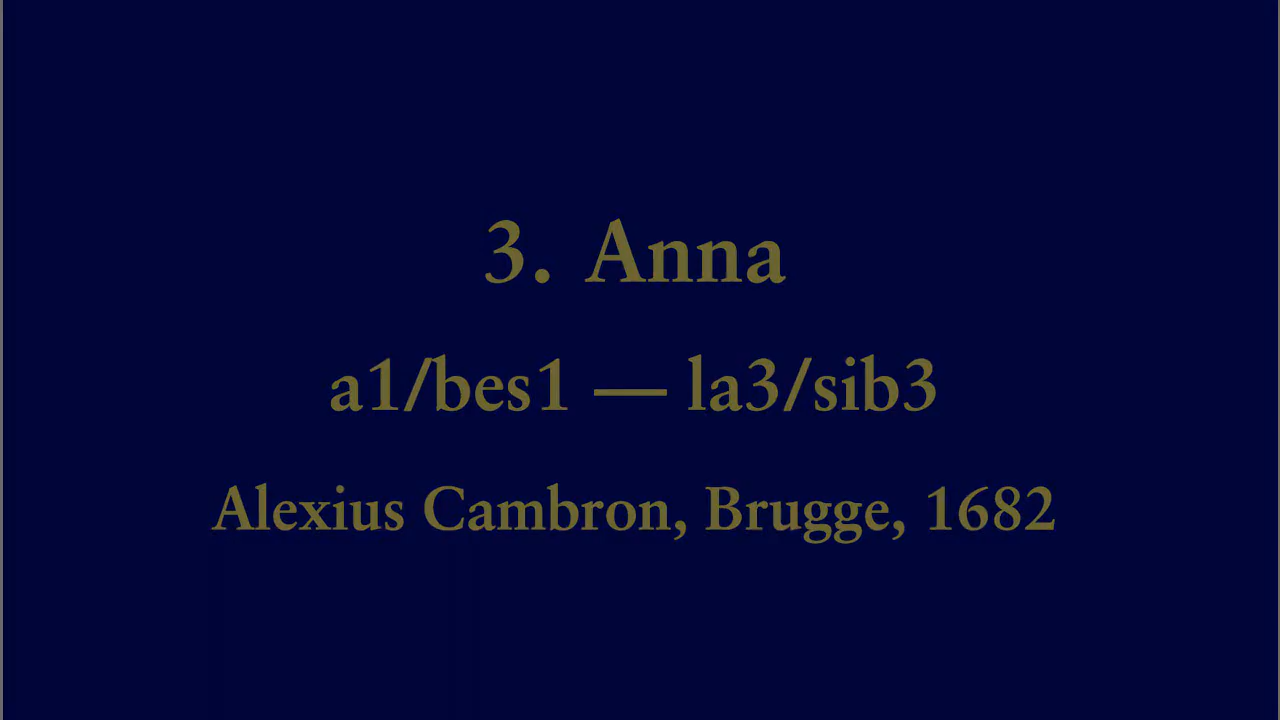 3. Anna
a1/bes1 — la3/sib3
Alexius Cambron, Brugge, 1682